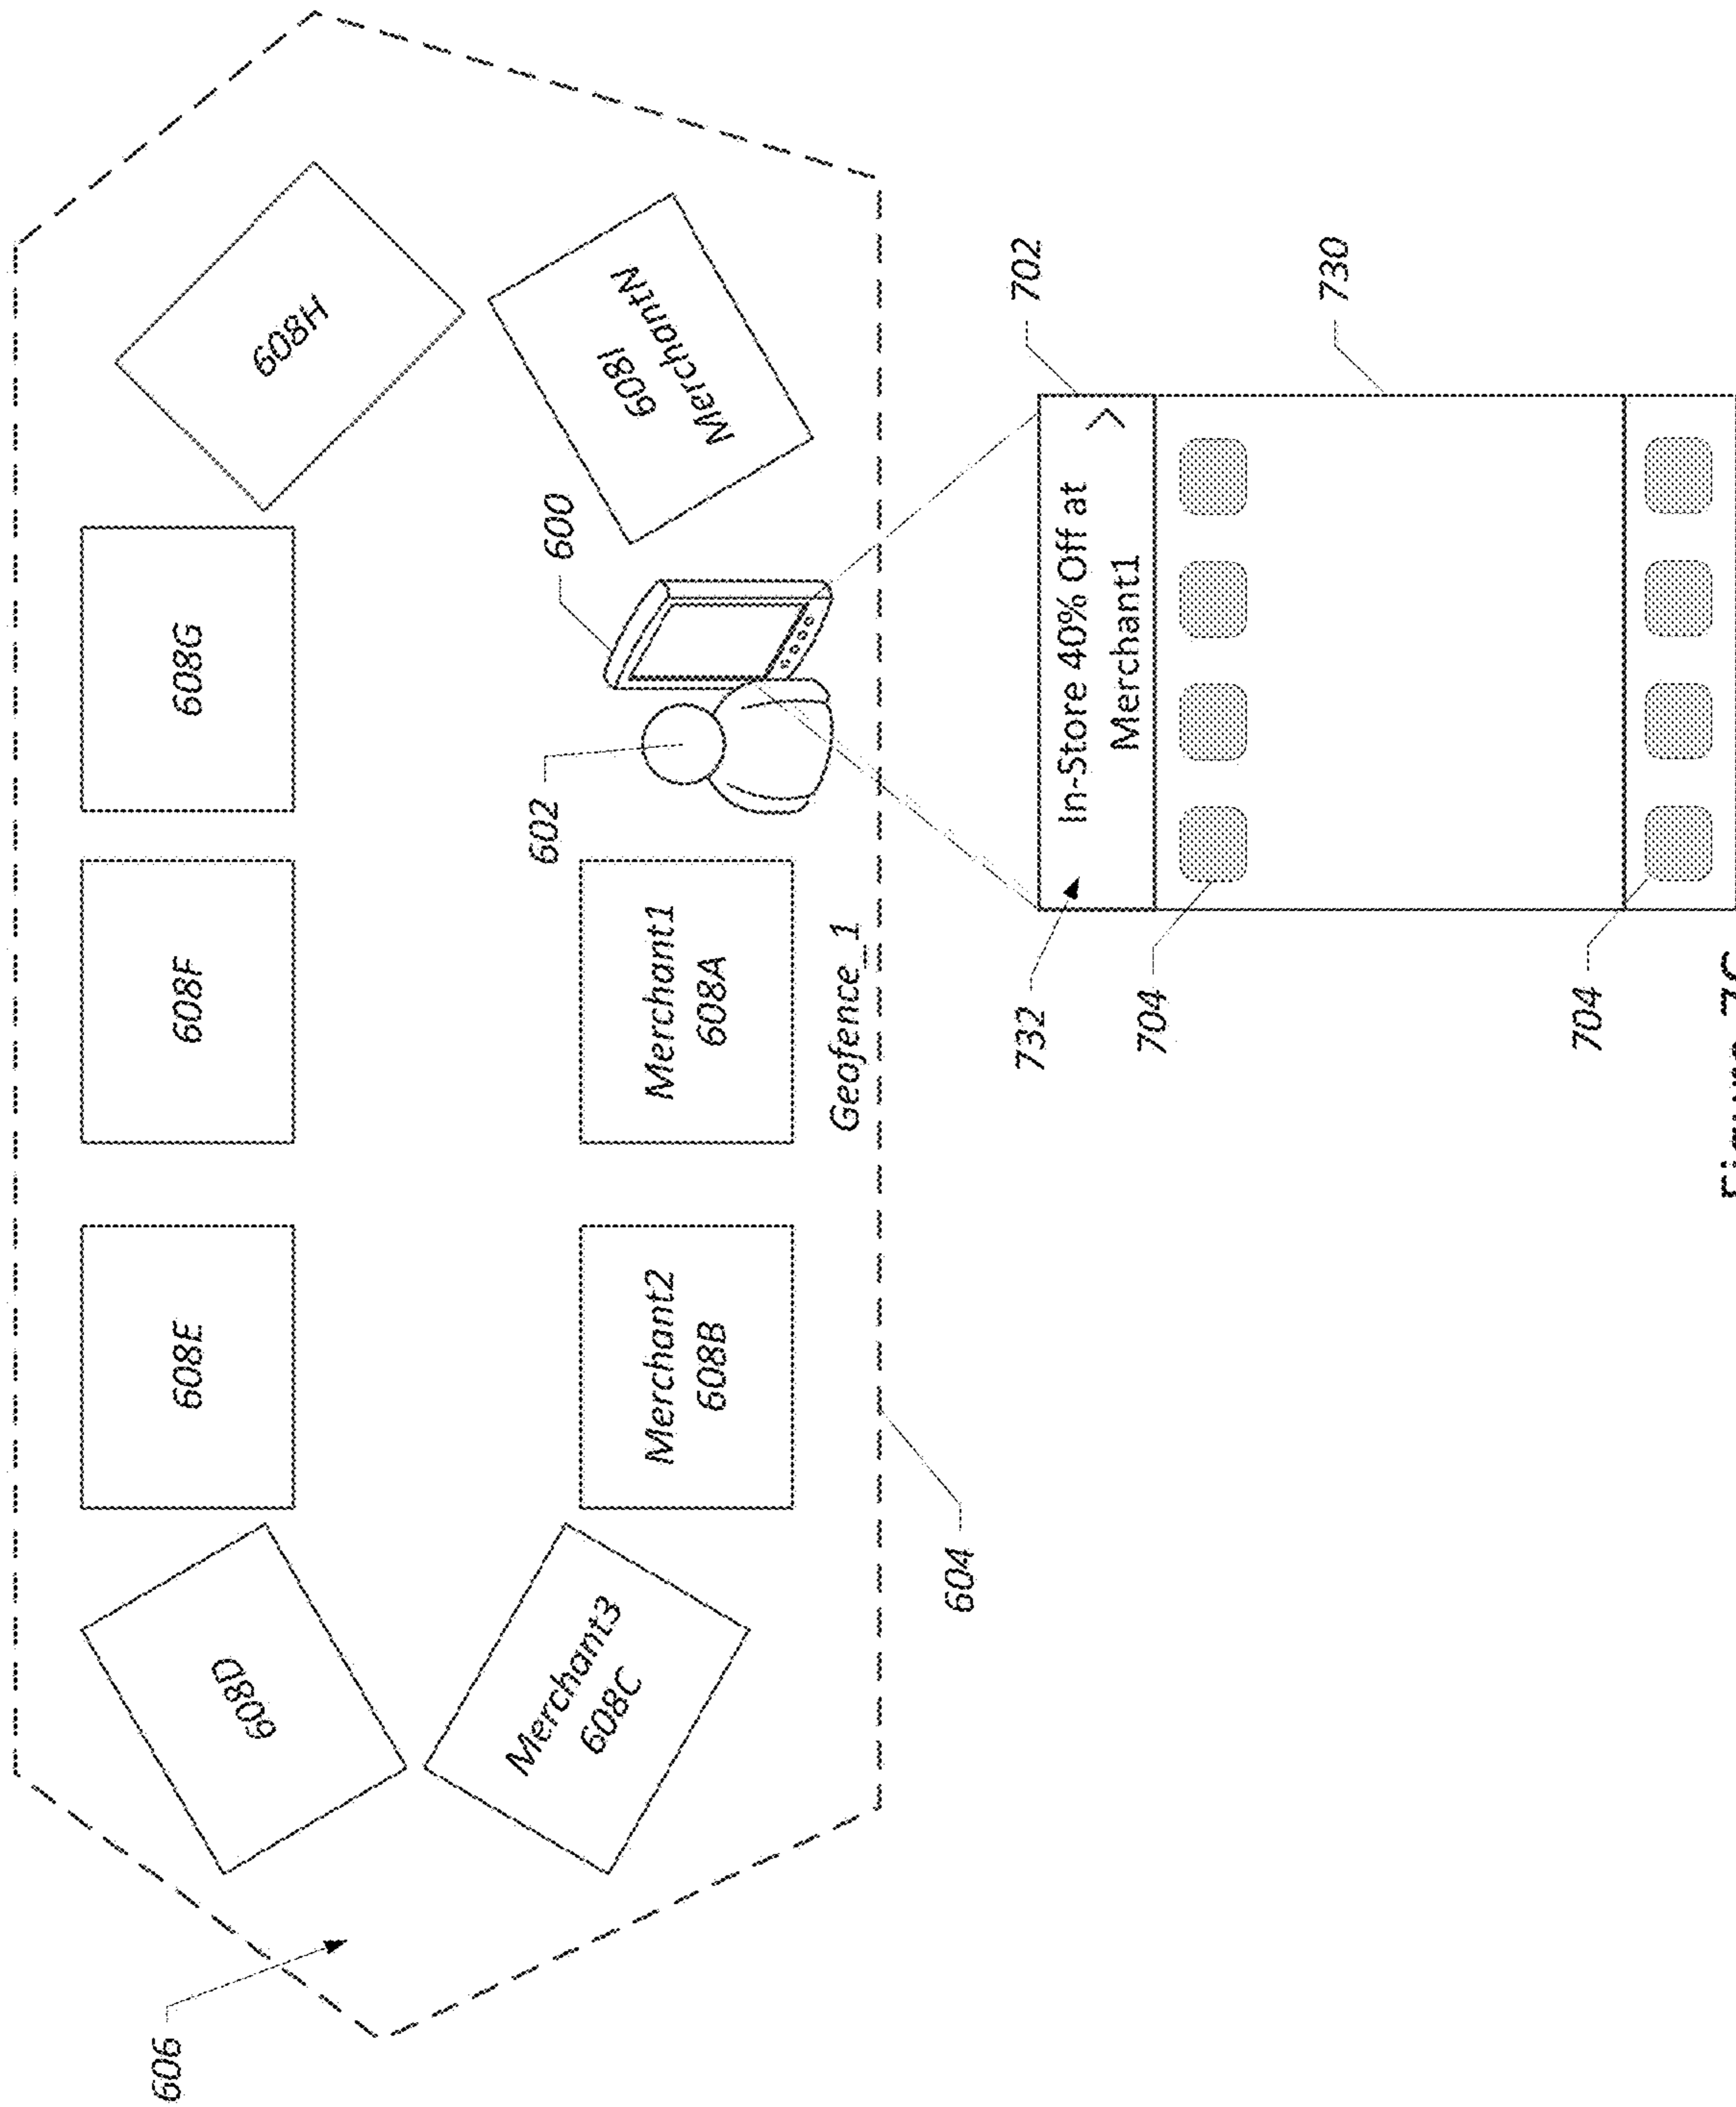 606
608D
608E
608F
608G
608H
602
600
Merchant3
608C
Merchant2
608B
Merchant1
608A
608I
MerchantN
Geofence_1
604
732
702
In-Store 40% Off at
Merchant1
>
704
730
704